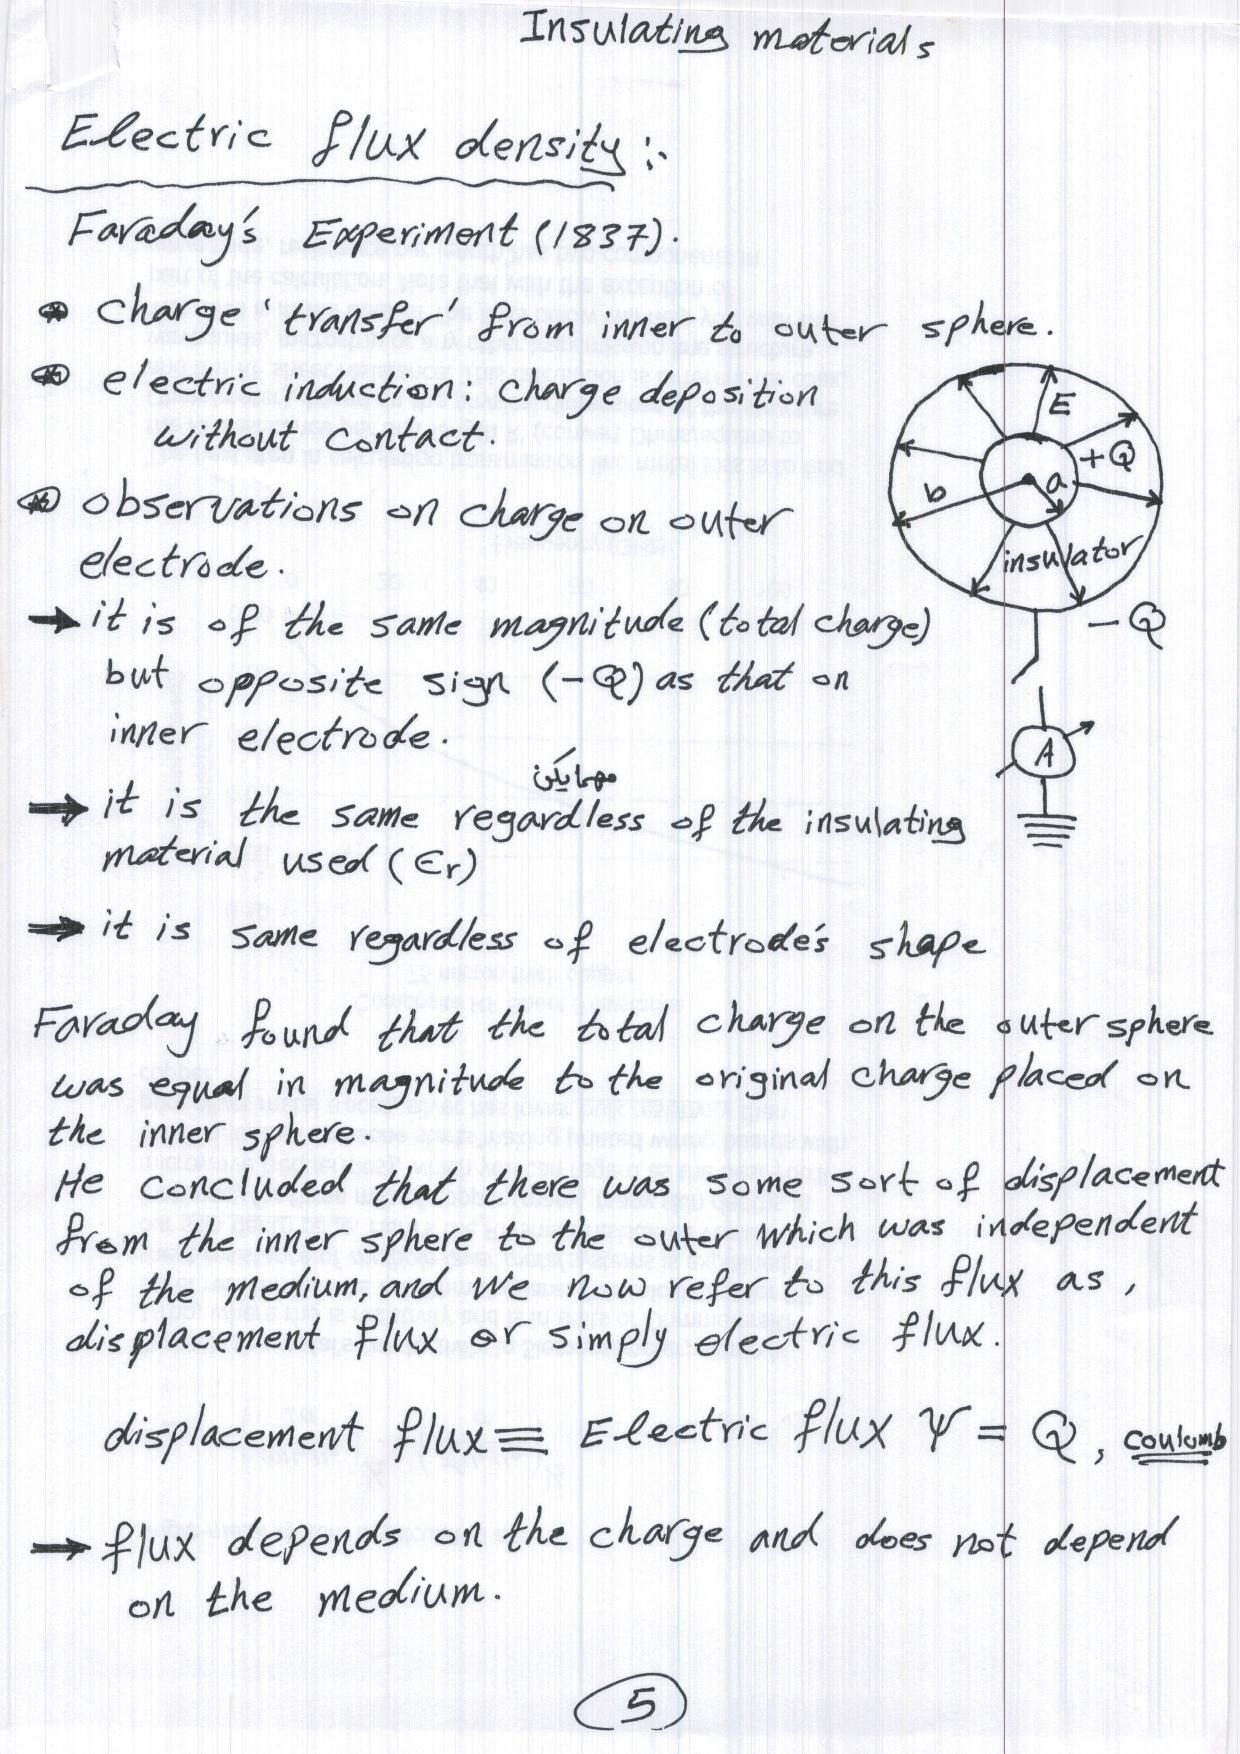 Insulating materials
Electric flux density:
Faraday's Experiment (1837).
* charge 'transfer' from inner to outer sphere.
* electric induction: charge deposition
without contact.
* observations on charge on outer
electrode.
→ it is of the same magnitude (total charge)
but opposite sign (-Q) as that on
inner electrode.
مهما يكن
→ it is the same regardless of the insulating
material used (Єr)
→ it is same regardless of electrode's shape
E
+Q
a
b
insulator
-Q
A
Faraday found that the total charge on the outer sphere
was equal in magnitude to the original charge placed on
the inner sphere.
He concluded that there was some sort of displacement
from the inner sphere to the outer which was independent
of the medium, and we now refer to this flux as,
displacement flux or simply electric flux.
displacement flux ≡ Electric flux Ψ = Q, coulomb
→ flux depends on the charge and does not depend
on the medium.
5